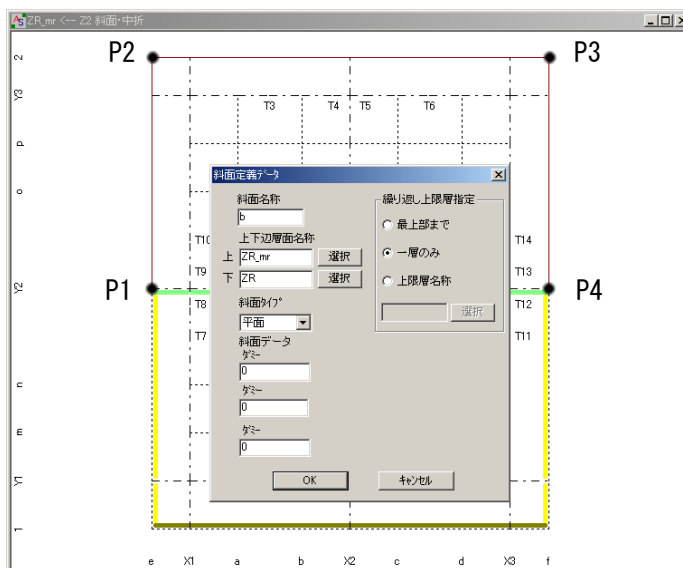 ZR_mr <-- Z2 斜面・中折
P2
P3
2
Y3
T3
T4
T5
T6
p
o
斜面定義ﾃﾞｰﾀ
斜面名称
b
上下辺層面名称
上 ZR_mr 選択
下 ZR 選択
斜面ﾀｲﾌﾟ
平面
斜面データ
ﾀﾞﾐｰ
0
ﾀﾞﾐｰ
0
ﾀﾞﾐｰ
0
繰り返し上限層指定
最上部まで
一層のみ
上限層名称
選択
OK
ｷｬﾝｾﾙ
T10
T14
T9
T13
P1
Y2
P4
T8
T12
T7
T11
n
m
Y1
1
e
X1
a
b
X2
c
d
X3
f